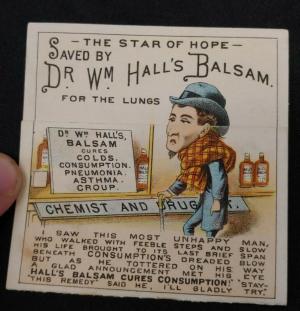 — THE STAR OF HOPE —
SAVED BY
DR. WM HALL'S BALSAM.
FOR THE LUNGS
DR. WM HALL'S,
BALSAM
CURES
COLDS.
CONSUMPTION.
PNEUMONIA.
ASTHMA.
CROUP.
CHEMIST AND DRUG T.
I SAW THIS MOST UNHAPPY MAN,
WHO WALKED WITH FEEBLE STEPS AND SLOW
HIS LIFE BROUGHT TO ITS LAST BRIEF SPAN
BENEATH CONSUMPTION'S DREADED BLOW
BUT AS HE TOTTERED ON HIS WAY
A GLAD ANNOUNCEMENT MET HIS EYE
HALL'S BALSAM CURES CONSUMPTION! "STAY-
"THIS REMEDY" SAID HE, I'LL GLADLY TRY."